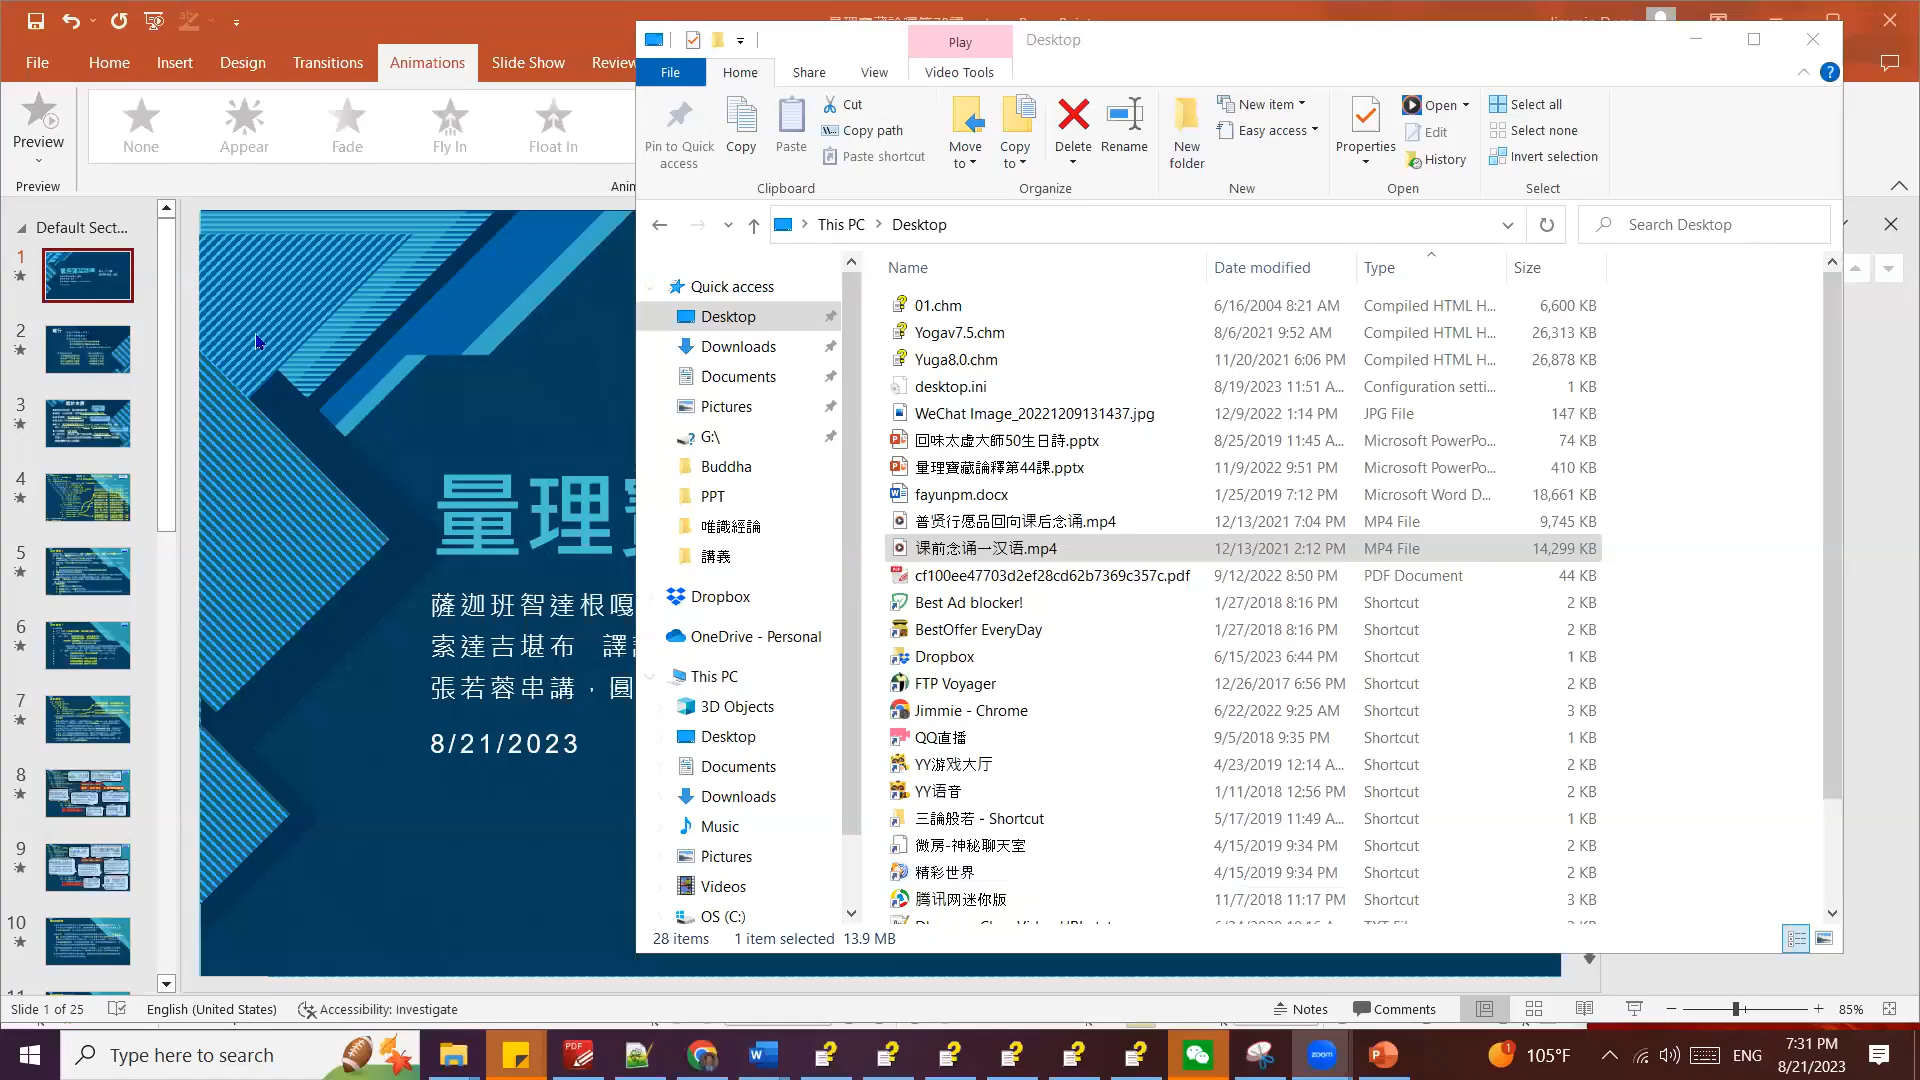 File
Home
Insert
Design
Transitions
Animations
Slide Show
Review
Preview
None
Appear
Fade
Fly In
Float In
Preview
Default Sect...
1
2
3
4
5
6
7
8
9
10
量理
薩迦班智達根嘎
索達吉堪布
張若蓉串講，圓
8/21/2023
Play
Desktop
File
Home
Share
View
Video Tools
Pin to Quick access
Copy
Paste
Cut
Copy path
Paste shortcut
Clipboard
Move to
Copy to
Delete
Rename
Organize
New folder
New item
Easy access
New
Properties
Open
Edit
History
Open
Select all
Select none
Invert selection
Select
This PC
Desktop
Search Desktop
Quick access
Desktop
Downloads
Documents
Pictures
G:\
Buddha
PPT
唯識經論
講義
Dropbox
OneDrive - Personal
This PC
3D Objects
Desktop
Documents
Downloads
Music
Pictures
Videos
OS (C:)
Name Date modified Type Size
01.chm 6/16/2004 8:21 AM Compiled HTML H... 6,600 KB
Yogav7.5.chm 8/6/2021 9:52 AM Compiled HTML H... 26,313 KB
Yuga8.0.chm 11/20/2021 6:06 PM Compiled HTML H... 26,878 KB
desktop.ini 8/19/2023 11:51 A... Configuration setti... 1 KB
WeChat Image_20221209131437.jpg 12/9/2022 1:14 PM JPG File 147 KB
回味太虛大師50生日詩.pptx 8/25/2019 11:45 A... Microsoft PowerPo... 74 KB
量理寶藏論釋第44課.pptx 11/9/2022 9:51 PM Microsoft PowerPo... 410 KB
fayunpm.docx 1/25/2019 7:12 PM Microsoft Word D... 18,661 KB
普贤行愿品回向课后念诵.mp4 12/13/2021 7:04 PM MP4 File 9,745 KB
课前念诵一汉语.mp4 12/13/2021 2:12 PM MP4 File 14,299 KB
cf100ee47703d2ef28cd62b7369c357c.pdf 9/12/2022 8:50 PM PDF Document 44 KB
Best Ad blocker! 1/27/2018 8:16 PM Shortcut 2 KB
BestOffer EveryDay 1/27/2018 8:16 PM Shortcut 2 KB
Dropbox 6/15/2023 6:44 PM Shortcut 1 KB
FTP Voyager 12/26/2017 6:56 PM Shortcut 2 KB
Jimmie - Chrome 6/22/2022 9:25 AM Shortcut 3 KB
QQ直播 9/5/2018 9:35 PM Shortcut 1 KB
YY游戏大厅 4/23/2019 12:14 A... Shortcut 2 KB
YY语音 1/11/2018 12:56 PM Shortcut 2 KB
三論般若 - Shortcut 5/17/2019 11:49 A... Shortcut 1 KB
微房-神秘聊天室 4/15/2019 9:34 PM Shortcut 2 KB
精彩世界 4/15/2019 9:34 PM Shortcut 2 KB
腾讯网迷你版 11/7/2018 11:17 PM Shortcut 3 KB
28 items 1 item selected 13.9 MB
Slide 1 of 25
English (United States)
Accessibility: Investigate
Notes
Comments
85%
Type here to search
105°F
ENG
7:31 PM
8/21/2023